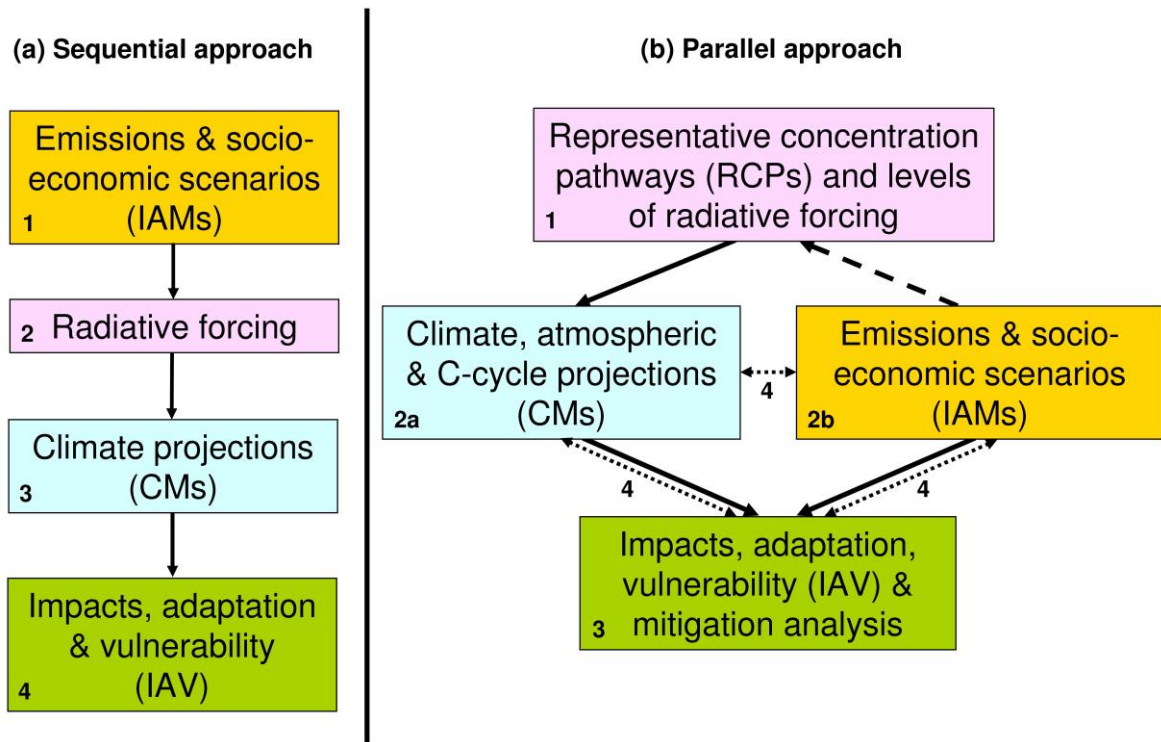 (a) Sequential approach
Emissions & socio-
economic scenarios
(IAMs)
1
2 Radiative forcing
Climate projections
(CMs)
3
Impacts, adaptation
& vulnerability
(IAV)
4
(b) Parallel approach
Representative concentration
pathways (RCPs) and levels
of radiative forcing
1
Climate, atmospheric
& C-cycle projections
(CMs)
2a
4
Emissions & socio-
economic scenarios
(IAMs)
2b
4
4
Impacts, adaptation,
vulnerability (IAV) &
mitigation analysis
3